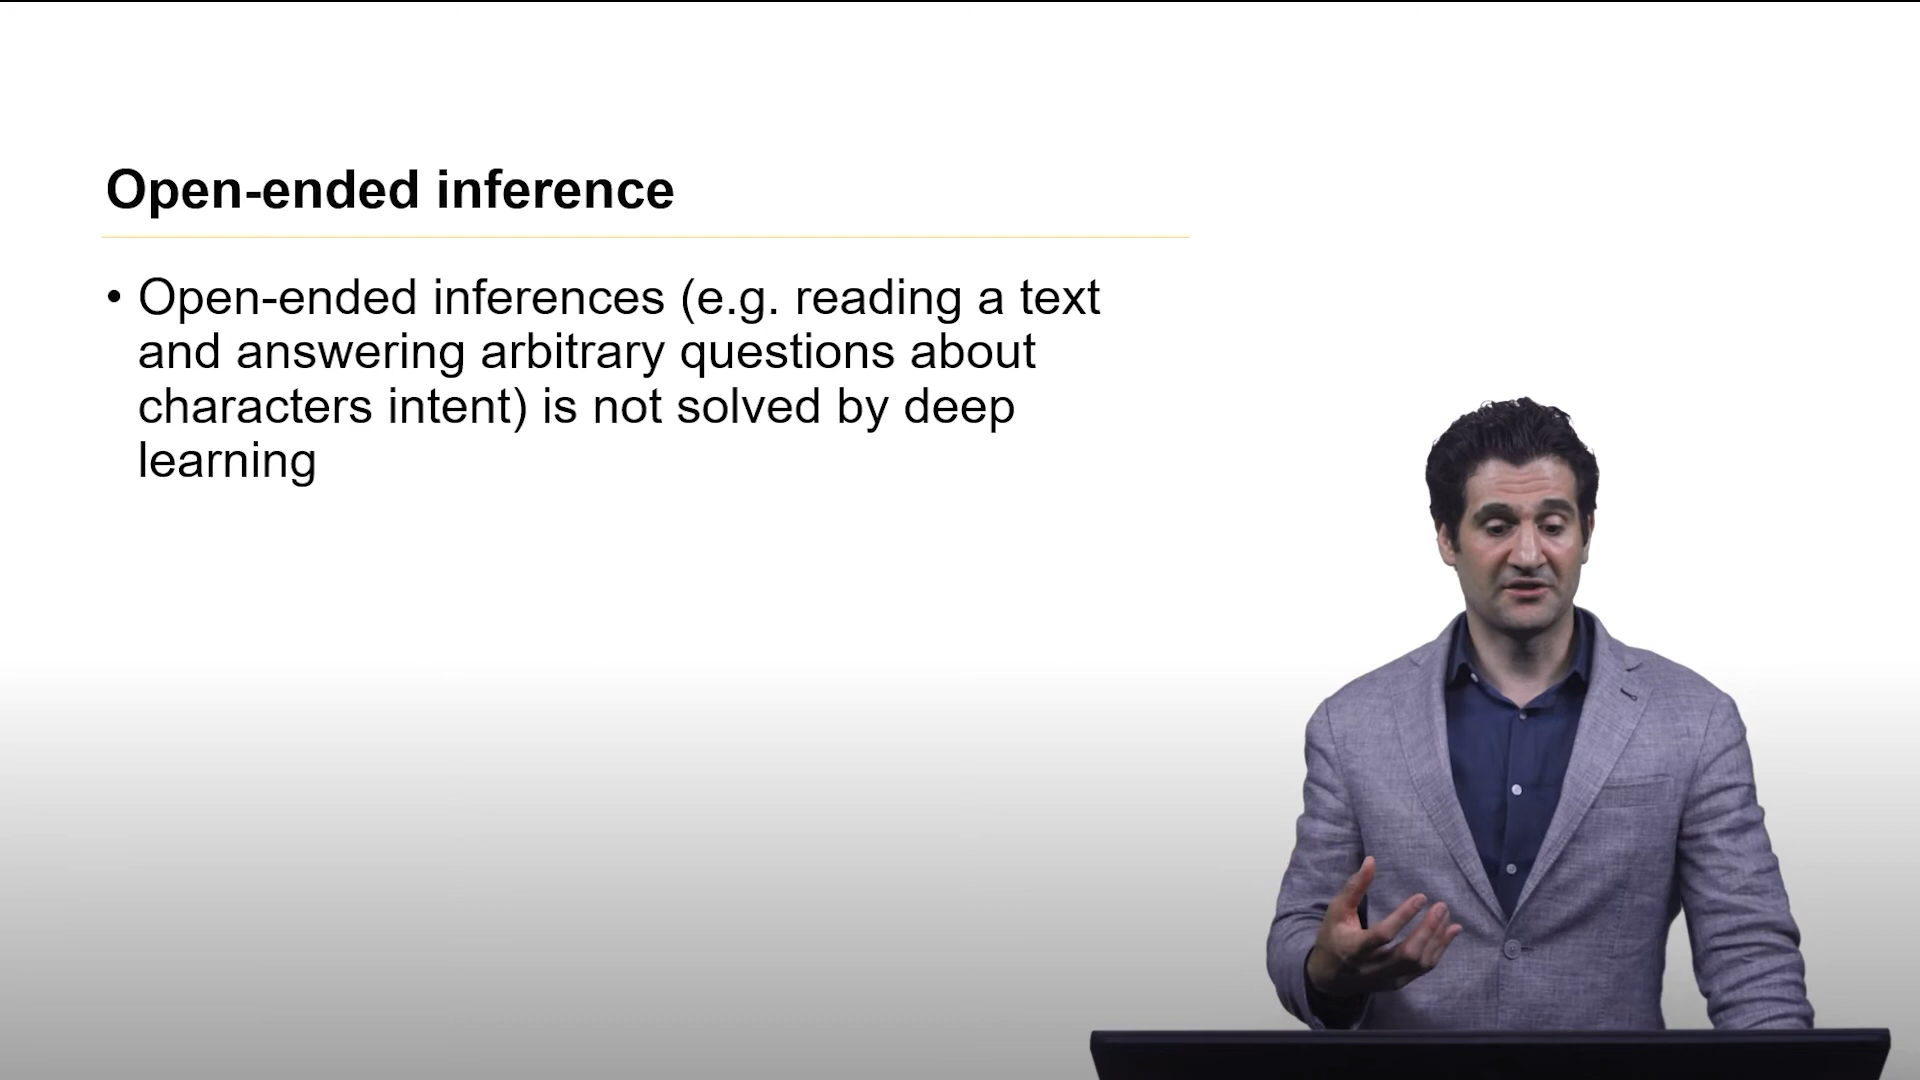 Open-ended inference
• Open-ended inferences (e.g. reading a text
and answering arbitrary questions about
characters intent) is not solved by deep
learning